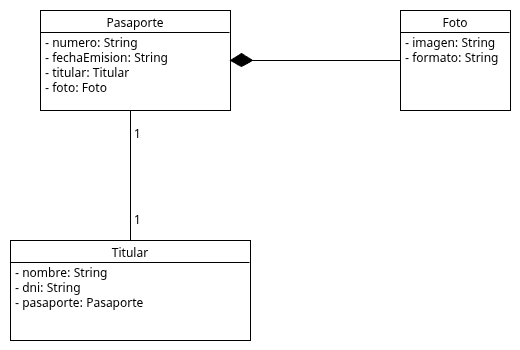 Pasaporte
- numero: String
- fechaEmision: String
- titular: Titular
- foto: Foto
Foto
- imagen: String
- formato: String
1
1
Titular
- nombre: String
- dni: String
- pasaporte: Pasaporte